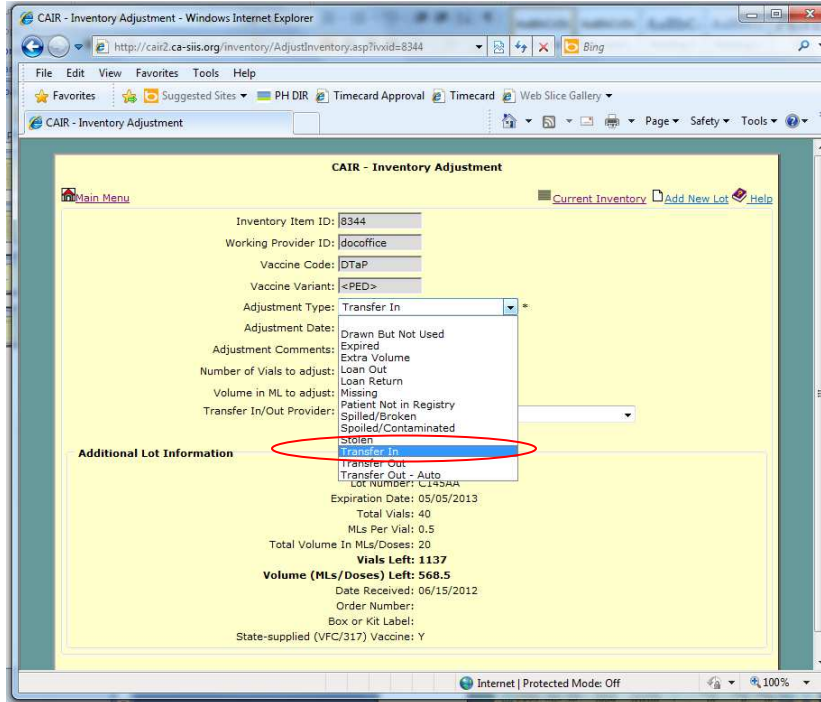 CAIR - Inventory Adjustment - Windows Internet Explorer
http://cair2.ca-siis.org/inventory/AdjustInventory.asp?ivxid=8344
Bing
File Edit View Favorites Tools Help
Favorites Suggested Sites PH DIR Timecard Approval Timecard Web Slice Gallery
CAIR - Inventory Adjustment
Page Safety Tools
CAIR - Inventory Adjustment
Main Menu Current Inventory Add New Lot Help
Inventory Item ID: 8344
Working Provider ID: docoffice
Vaccine Code: DTaP
Vaccine Variant: <PED>
Adjustment Type: Transfer In *
Adjustment Date:
Adjustment Comments:
Number of Vials to adjust:
Volume in ML to adjust:
Transfer In/Out Provider:
Drawn But Not Used
Expired
Extra Volume
Loan Out
Loan Return
Missing
Patient Not in Registry
Spilled/Broken
Spoiled/Contaminated
Stolen
Transfer In
Transfer Out
Transfer Out - Auto
Additional Lot Information
Lot Number: C145AA
Expiration Date: 05/05/2013
Total Vials: 40
MLs Per Vial: 0.5
Total Volume In MLs/Doses: 20
Vials Left: 1137
Volume (MLs/Doses) Left: 568.5
Date Received: 06/15/2012
Order Number:
Box or Kit Label:
State-supplied (VFC/317) Vaccine: Y
Internet | Protected Mode: Off 100%